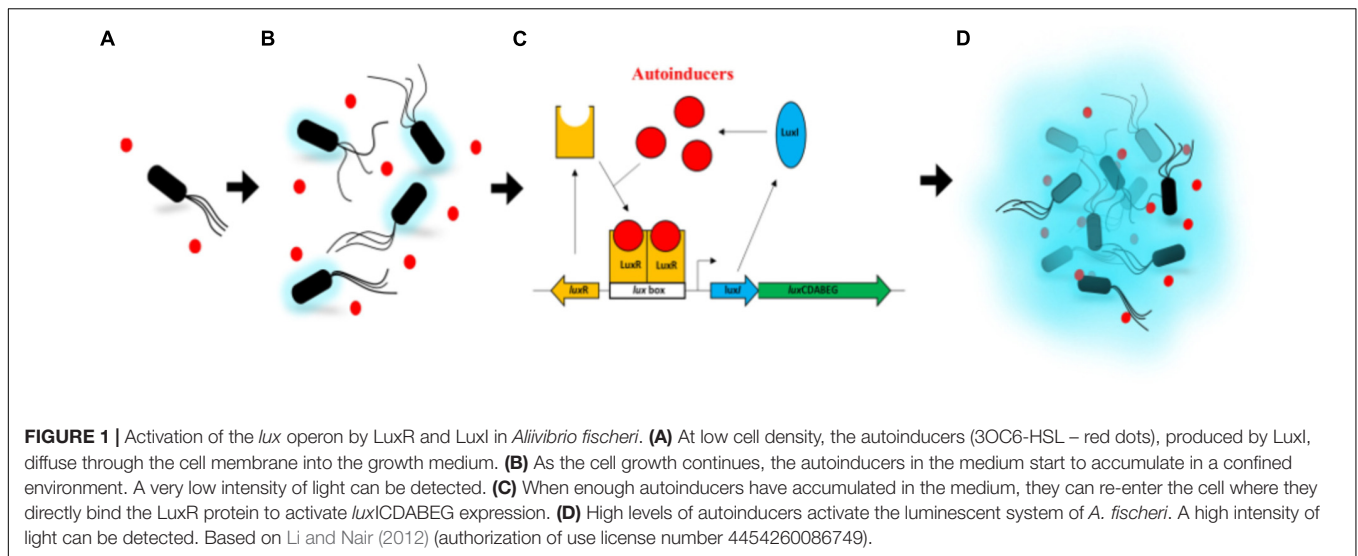 A
B
C
D
Autoinducers
LuxI
LuxR
LuxR
luxR
lux box
luxI
luxCDABEG
FIGURE 1 | Activation of the lux operon by LuxR and LuxI in Aliivibrio fischeri. (A) At low cell density, the autoinducers (3OC6-HSL – red dots), produced by LuxI,
diffuse through the cell membrane into the growth medium. (B) As the cell growth continues, the autoinducers in the medium start to accumulate in a confined
environment. A very low intensity of light can be detected. (C) When enough autoinducers have accumulated in the medium, they can re-enter the cell where they
directly bind the LuxR protein to activate luxICDABEG expression. (D) High levels of autoinducers activate the luminescent system of A. fischeri. A high intensity of
light can be detected. Based on Li and Nair (2012) (authorization of use license number 4454260086749).